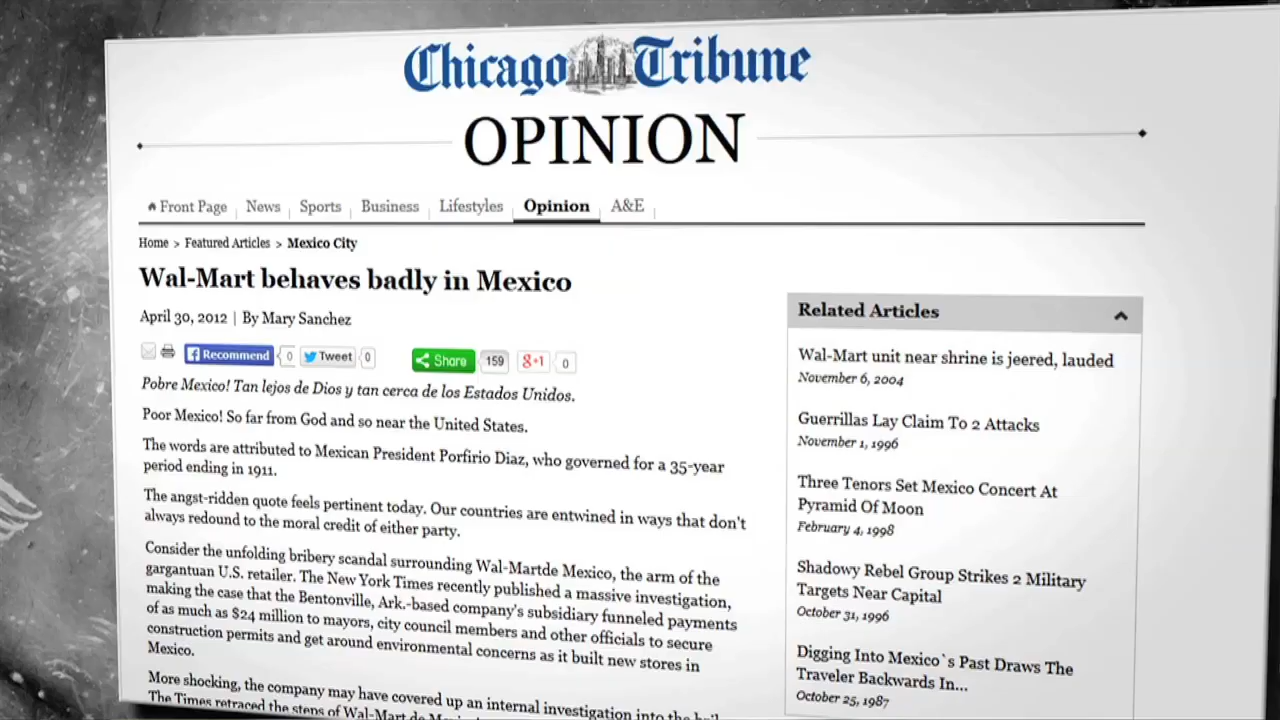 Chicago Tribune
OPINION
Front Page News Sports Business Lifestyles Opinion A&E
Home > Featured Articles > Mexico City
Wal-Mart behaves badly in Mexico
April 30, 2012 | By Mary Sanchez
Recommend 0 Tweet 0 Share 159 g+1 0
Pobre Mexico! Tan lejos de Dios y tan cerca de los Estados Unidos.
Poor Mexico! So far from God and so near the United States.
The words are attributed to Mexican President Porfirio Diaz, who governed for a 35-year
period ending in 1911.
The angst-ridden quote feels pertinent today. Our countries are entwined in ways that don't
always redound to the moral credit of either party.
Consider the unfolding bribery scandal surrounding Wal-Martde Mexico, the arm of the
gargantuan U.S. retailer. The New York Times recently published a massive investigation,
making the case that the Bentonville, Ark.-based company's subsidiary funneled payments
of as much as $24 million to mayors, city council members and other officials to secure
construction permits and get around environmental concerns as it built new stores in
Mexico.
More shocking, the company may have covered up an internal investigation into the
The Times retraced the steps of Wal-Mart de
Related Articles
Wal-Mart unit near shrine is jeered, lauded
November 6, 2004
Guerrillas Lay Claim To 2 Attacks
November 1, 1996
Three Tenors Set Mexico Concert At
Pyramid Of Moon
February 4, 1998
Shadowy Rebel Group Strikes 2 Military
Targets Near Capital
October 31, 1996
Digging Into Mexico`s Past Draws The
Traveler Backwards In...
October 25, 1987